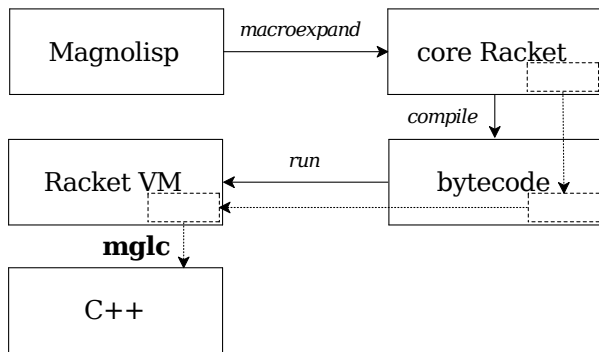 Magnolisp
macroexpand
core Racket
compile
Racket VM
run
bytecode
mglc
C++